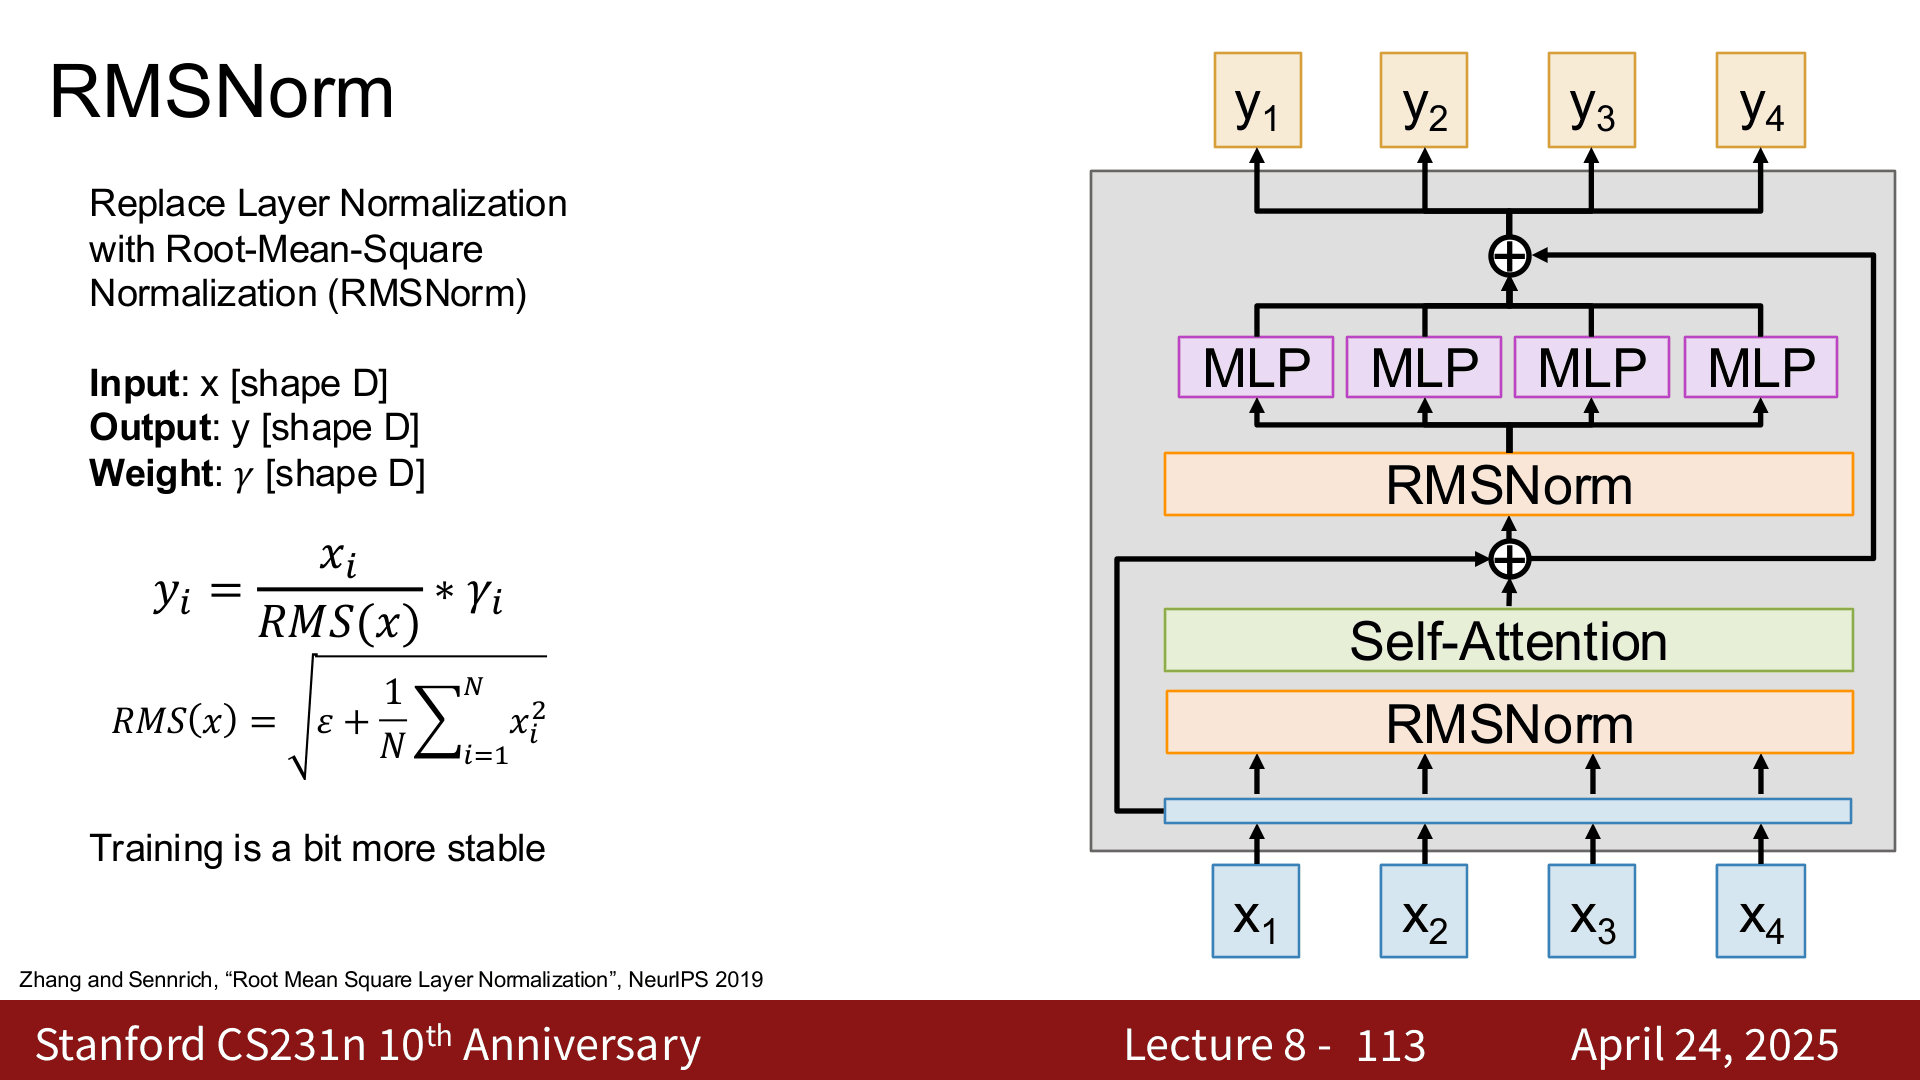 RMSNorm
Replace Layer Normalization
with Root-Mean-Square
Normalization (RMSNorm)
Input: x [shape D]
Output: y [shape D]
Weight: γ [shape D]
y_i = x_i / RMS(x) * γ_i
RMS(x) = √(ε + 1/N ∑_{i=1}^{N} x_i^2)
Training is a bit more stable
Zhang and Sennrich, “Root Mean Square Layer Normalization”, NeurIPS 2019
y1 y2 y3 y4
MLP MLP MLP MLP
RMSNorm
Self-Attention
RMSNorm
x1 x2 x3 x4
Stanford CS231n 10th Anniversary
Lecture 8 - 113
April 24, 2025